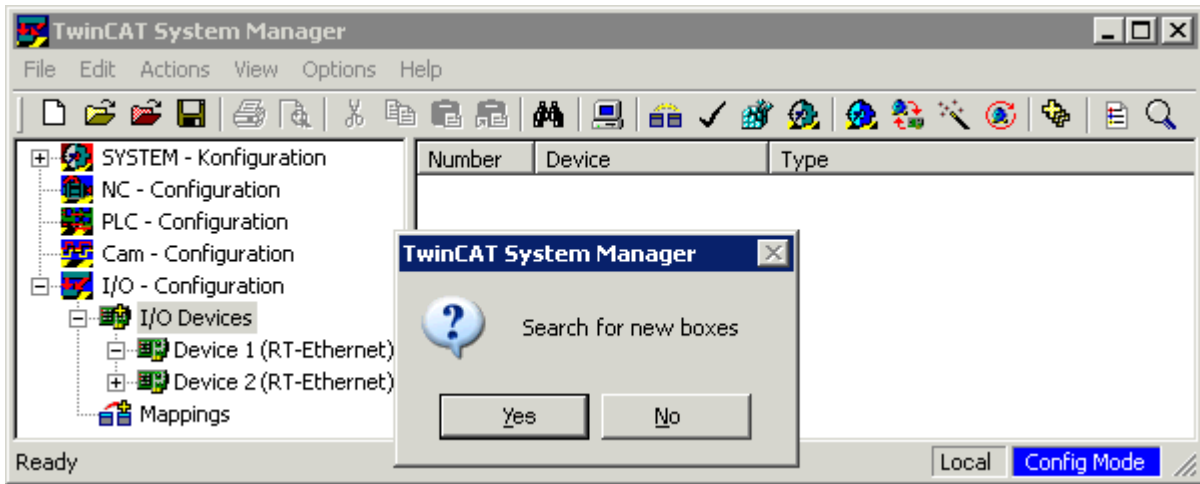 TwinCAT System Manager
File Edit Actions View Options Help
SYSTEM - Konfiguration
NC - Configuration
PLC - Configuration
Cam - Configuration
I/O - Configuration
I/O Devices
Device 1 (RT-Ethernet)
Device 2 (RT-Ethernet)
Mappings
Number Device Type
TwinCAT System Manager
Search for new boxes
Yes No
Ready Local Config Mode